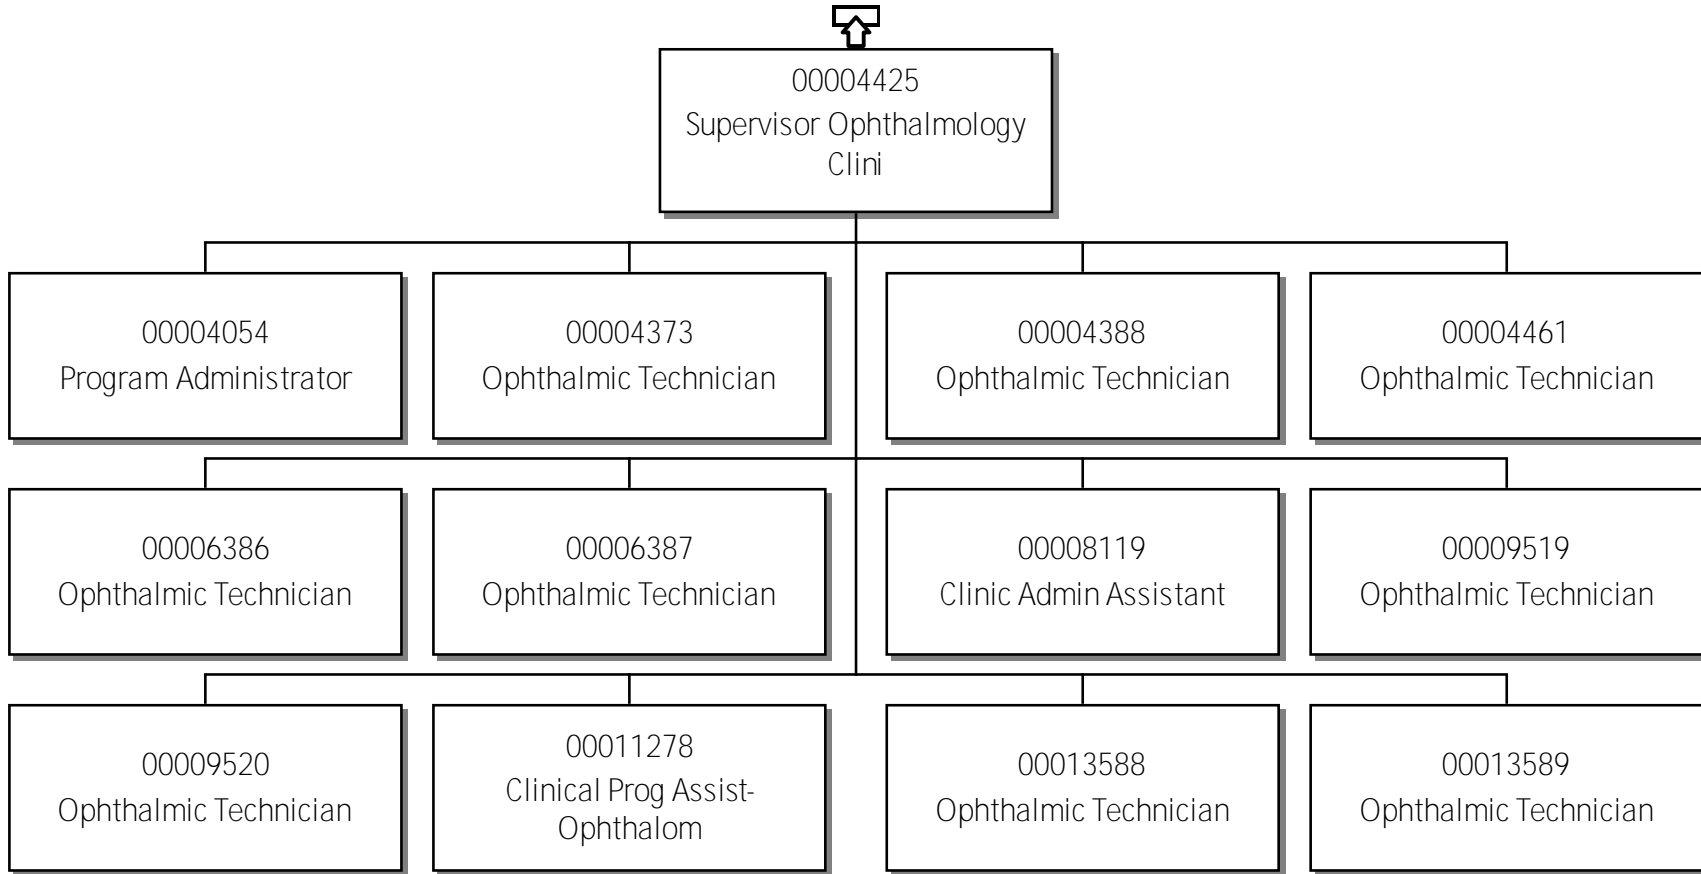 00004425
Supervisor Ophthalmology
Clini
00004054
Program Administrator
00004373
Ophthalmic Technician
00004388
Ophthalmic Technician
00004461
Ophthalmic Technician
00006386
Ophthalmic Technician
00006387
Ophthalmic Technician
00008119
Clinic Admin Assistant
00009519
Ophthalmic Technician
00009520
Ophthalmic Technician
00011278
Clinical Prog Assist-
Ophthalom
00013588
Ophthalmic Technician
00013589
Ophthalmic Technician